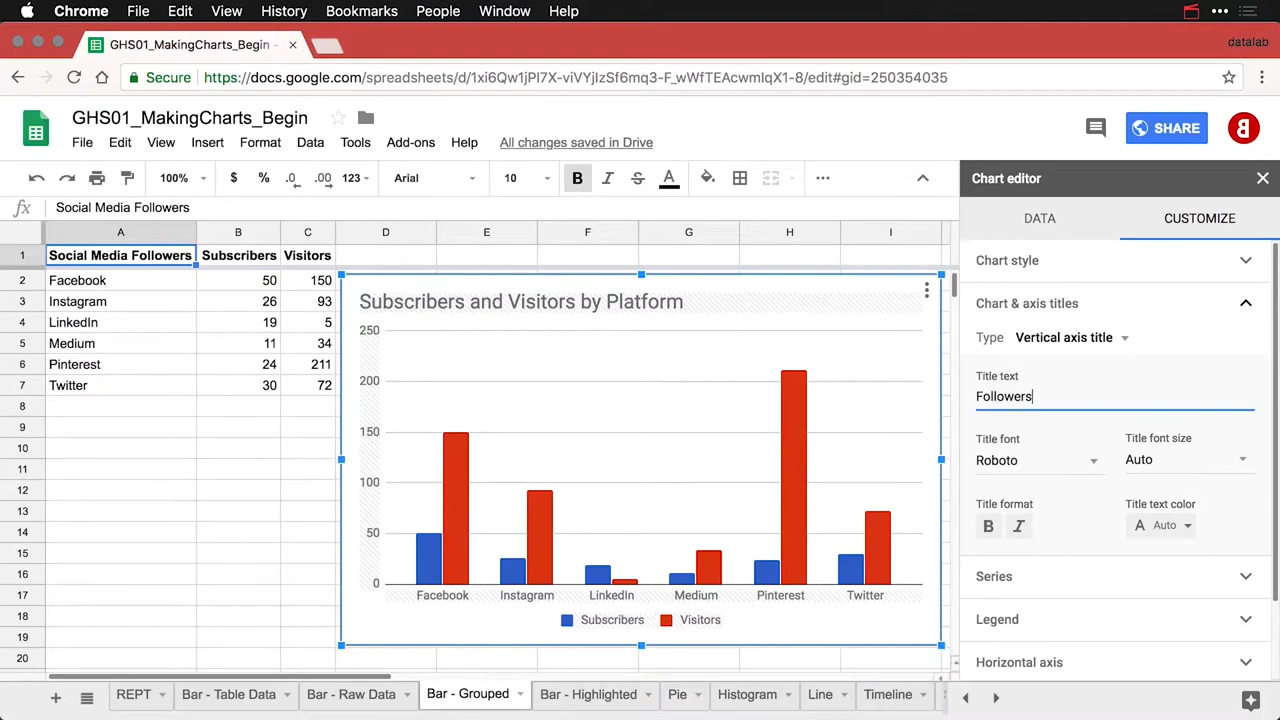 Chrome File Edit View History Bookmarks People Window Help
GHS01_MakingCharts_Begin -
datalab
Secure https://docs.google.com/spreadsheets/d/1xi6Qw1jPI7X-viVYjIzSf6mq3-F_wWfTEAcwmIqX1-8/edit#gid=250354035
GHS01_MakingCharts_Begin
File Edit View Insert Format Data Tools Add-ons Help All changes saved in Drive
SHARE
100% $ % .0 .00 123 Arial 10 B I S A
fx Social Media Followers
A B C D E F G H I
1 Social Media Followers Subscribers Visitors
2 Facebook 50 150
3 Instagram 26 93
4 LinkedIn 19 5
5 Medium 11 34
6 Pinterest 24 211
7 Twitter 30 72
8
9
10
11
12
13
14
15
16
17
18
19
20
Subscribers and Visitors by Platform
250
200
150
100
50
0
Facebook Instagram LinkedIn Medium Pinterest Twitter
Subscribers Visitors
Chart editor
DATA CUSTOMIZE
Chart style
Chart & axis titles
Type Vertical axis title
Title text
Followers
Title font Title font size
Roboto Auto
Title format Title text color
B I A Auto
Series
Legend
Horizontal axis
REPT Bar - Table Data Bar - Raw Data Bar - Grouped Bar - Highlighted Pie Histogram Line Timeline